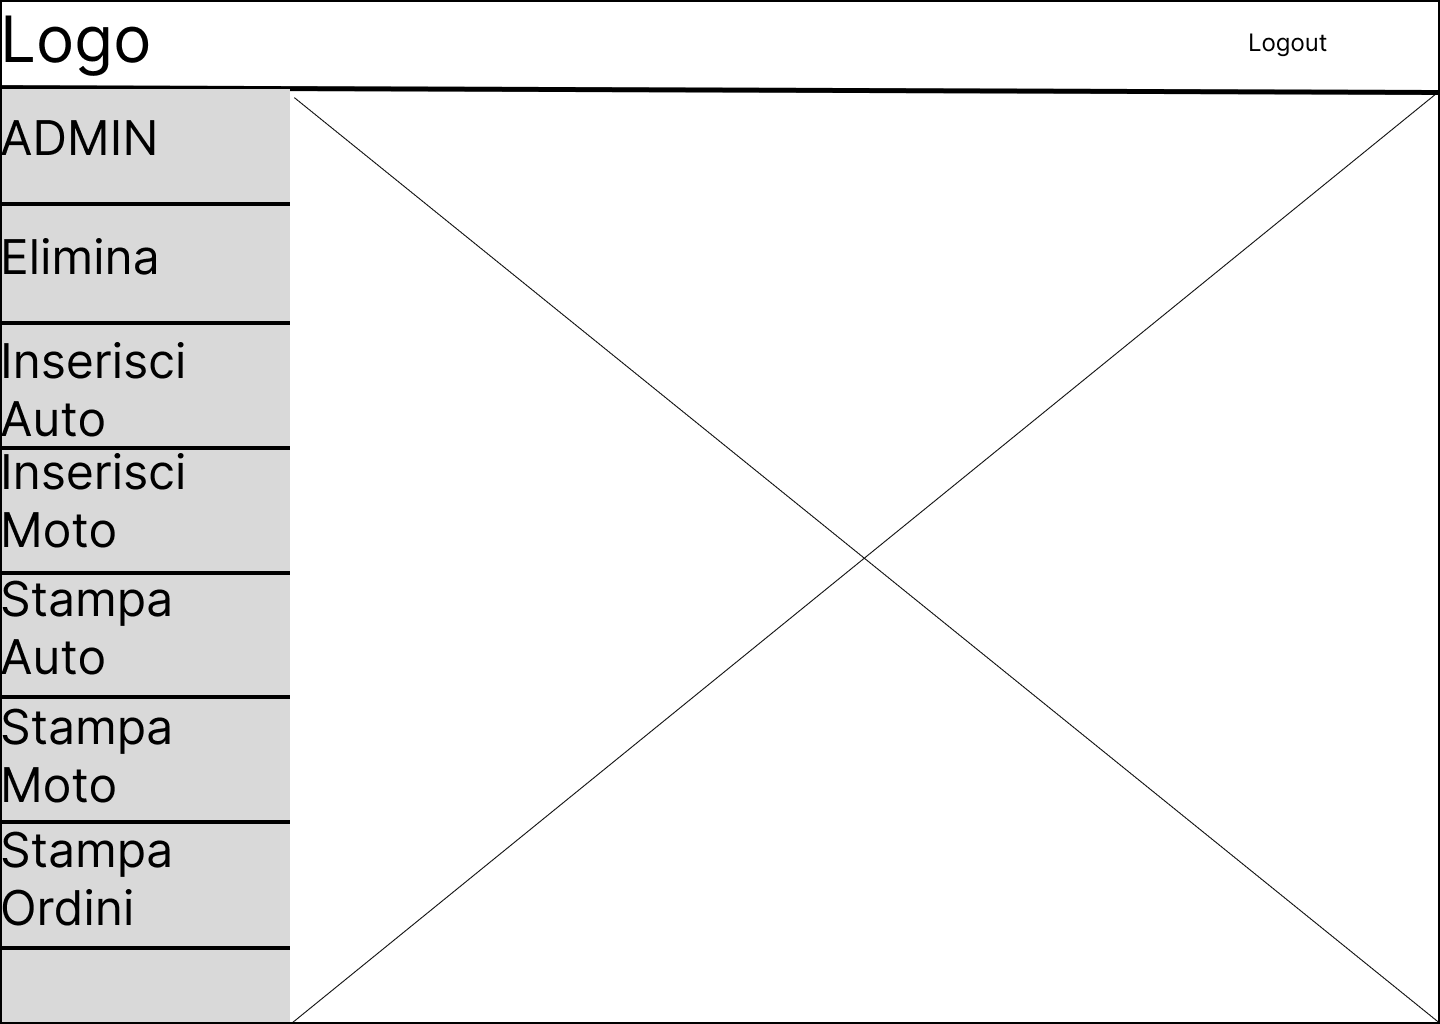 Logo
Logout
ADMIN
Elimina
Inserisci
Auto
Inserisci
Moto
Stampa
Auto
Stampa
Moto
Stampa
Ordini